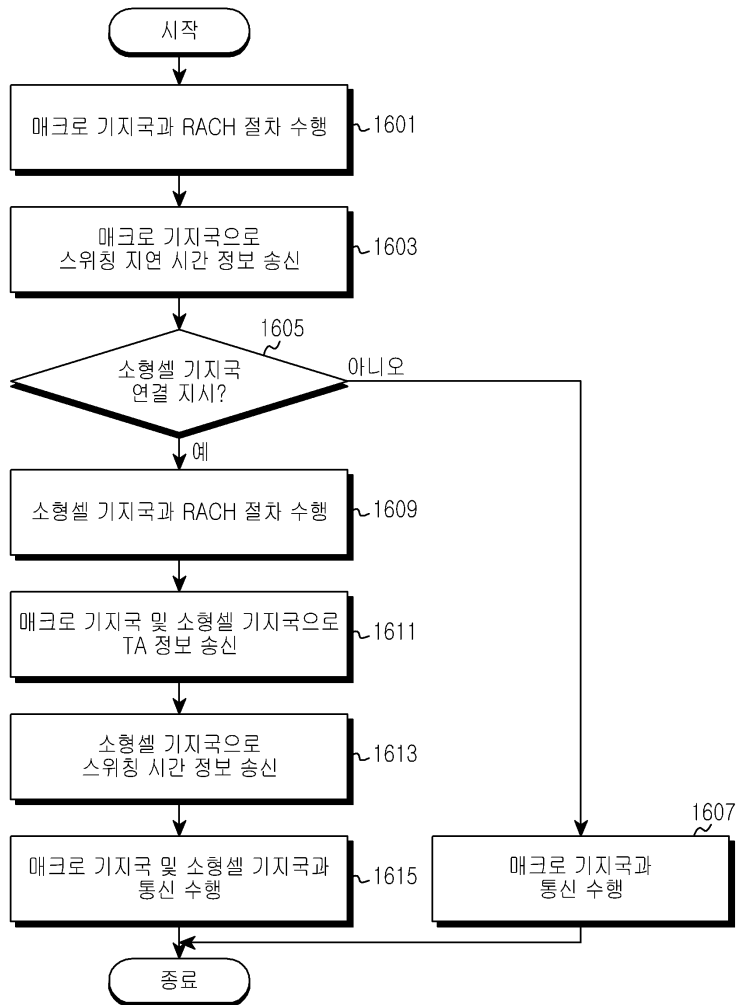 시작
매크로 기지국과 RACH 절차 수행
1601
매크로 기지국으로
스위칭 지연 시간 정보 송신
1603
1605
소형셀 기지국
연결 지시?
아니오
예
소형셀 기지국과 RACH 절차 수행
1609
매크로 기지국 및 소형셀 기지국으로
TA 정보 송신
1611
소형셀 기지국으로
스위칭 시간 정보 송신
1613
1607
매크로 기지국 및 소형셀 기지국과
통신 수행
1615
매크로 기지국과
통신 수행
종료